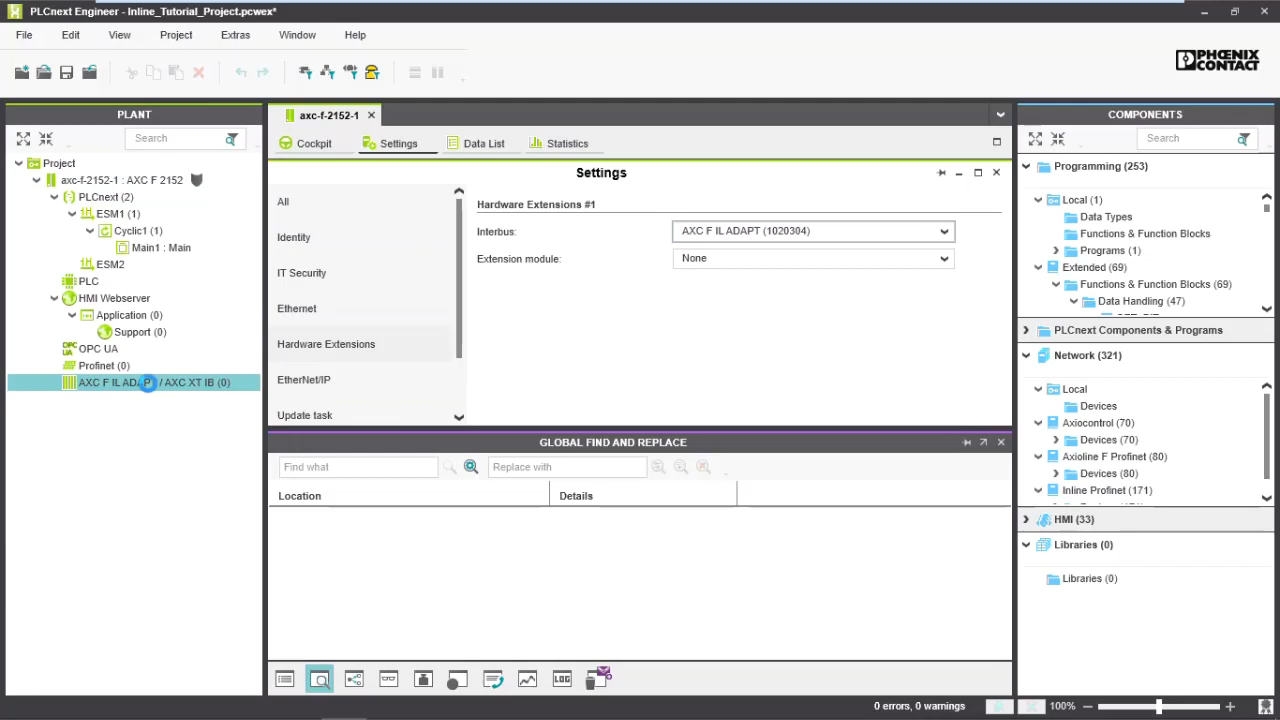 PLCnext Engineer - Inline_Tutorial_Project.pcwex*
File Edit View Project Extras Window Help
PHOENIX CONTACT
PLANT
Search
Project
axc-f-2152-1 : AXC F 2152
PLCnext (2)
ESM1 (1)
Cyclic1 (1)
Main1 : Main
ESM2
PLC
HMI Webserver
Application (0)
Support (0)
OPC UA
OPC UA
Profinet (0)
AXC F IL ADAPT / AXC XT IB (0)
axc-f-2152-1
Cockpit Settings Data List Statistics
Settings
All
Identity
IT Security
Ethernet
Hardware Extensions
EtherNet/IP
Update task
Hardware Extensions #1
Interbus: AXC F IL ADAPT (1020304)
Extension module: None
GLOBAL FIND AND REPLACE
Find what Replace with
Location Details
LOG
COMPONENTS
Search
Programming (253)
Local (1)
Data Types
Functions & Function Blocks
Programs (1)
Extended (69)
Functions & Function Blocks (69)
Data Handling (47)
PLCnext Components & Programs
Network (321)
Local
Devices
Axiocontrol (70)
Devices (70)
Axioline F Profinet (80)
Devices (80)
Inline Profinet (171)
HMI (33)
Libraries (0)
Libraries (0)
0 errors, 0 warnings 100%